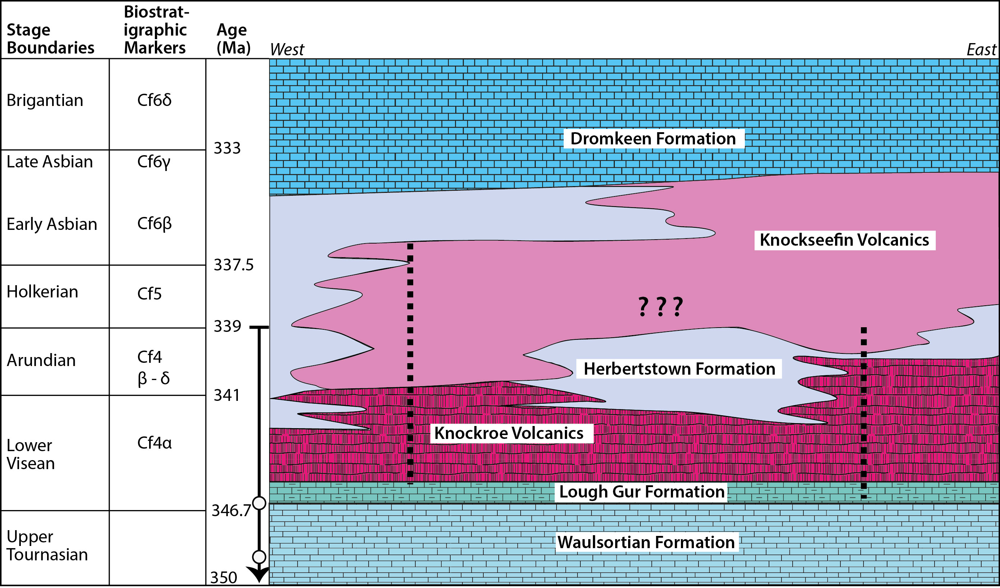 Stage
Boundaries
Biostrat-
igraphic
Markers
Age
(Ma)
West
East
Brigantian
Cf6δ
333
Late Asbian
Cf6γ
Early Asbian
Cf6β
337.5
Holkerian
Cf5
339
Arundian
Cf4
β - δ
341
Lower
Visean
Cf4α
346.7
Upper
Tournasian
350
Dromkeen Formation
Knockseefin Volcanics
? ? ?
Herbertstown Formation
Knockroe Volcanics
Lough Gur Formation
Waulsortian Formation